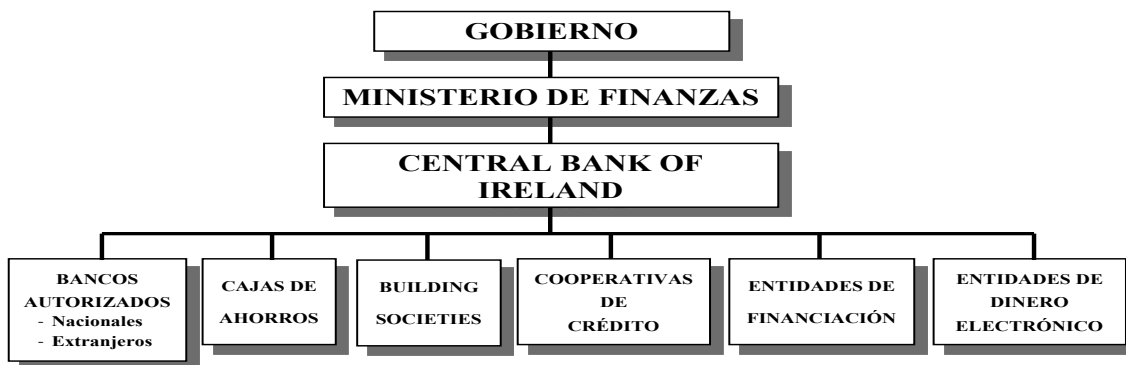 GOBIERNO
MINISTERIO DE FINANZAS
CENTRAL BANK OF
IRELAND
BANCOS
AUTORIZADOS
- Nacionales
- Extranjeros
CAJAS DE
AHORROS
BUILDING
SOCIETIES
COOPERATIVAS
DE
CRÉDITO
ENTIDADES DE
FINANCIACIÓN
ENTIDADES DE
DINERO
ELECTRÓNICO